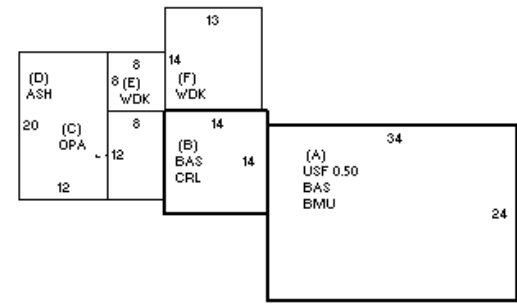 13
8
14
(D)
ASH
8
(E)
WDK
(F)
WDK
20
(C)
OPA
8
12
12
(B)
BAS
CRL
14
14
(A)
USF 0.50
BAS
BMU
34
24